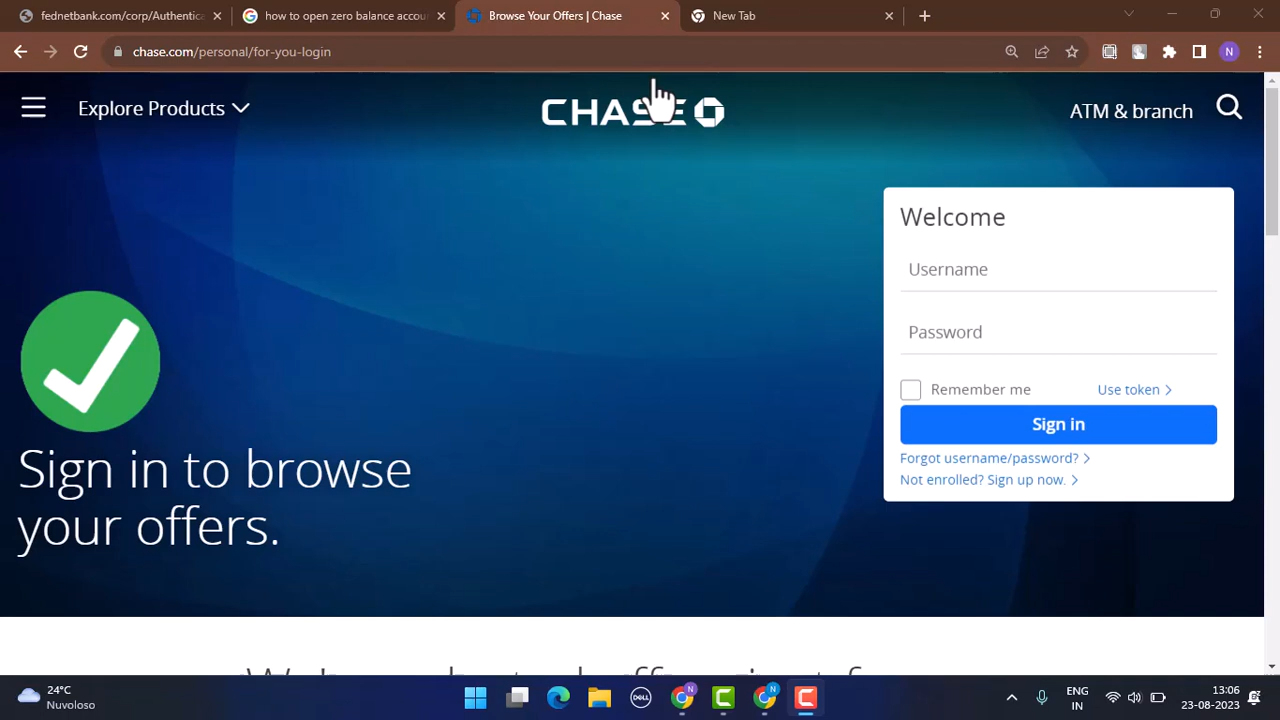 fednetbank.com/corp/Authentica
how to open zero balance accou
Browse Your Offers | Chase
New Tab
chase.com/personal/for-you-login
N
Explore Products
CHASE
ATM & branch
Welcome
Username
Password
Remember me
Use token
Sign in
Forgot username/password?
Not enrolled? Sign up now.
Sign in to browse
your offers.
24°C
Nuvoloso
DELL
ENG
IN
13:06
23-08-2023